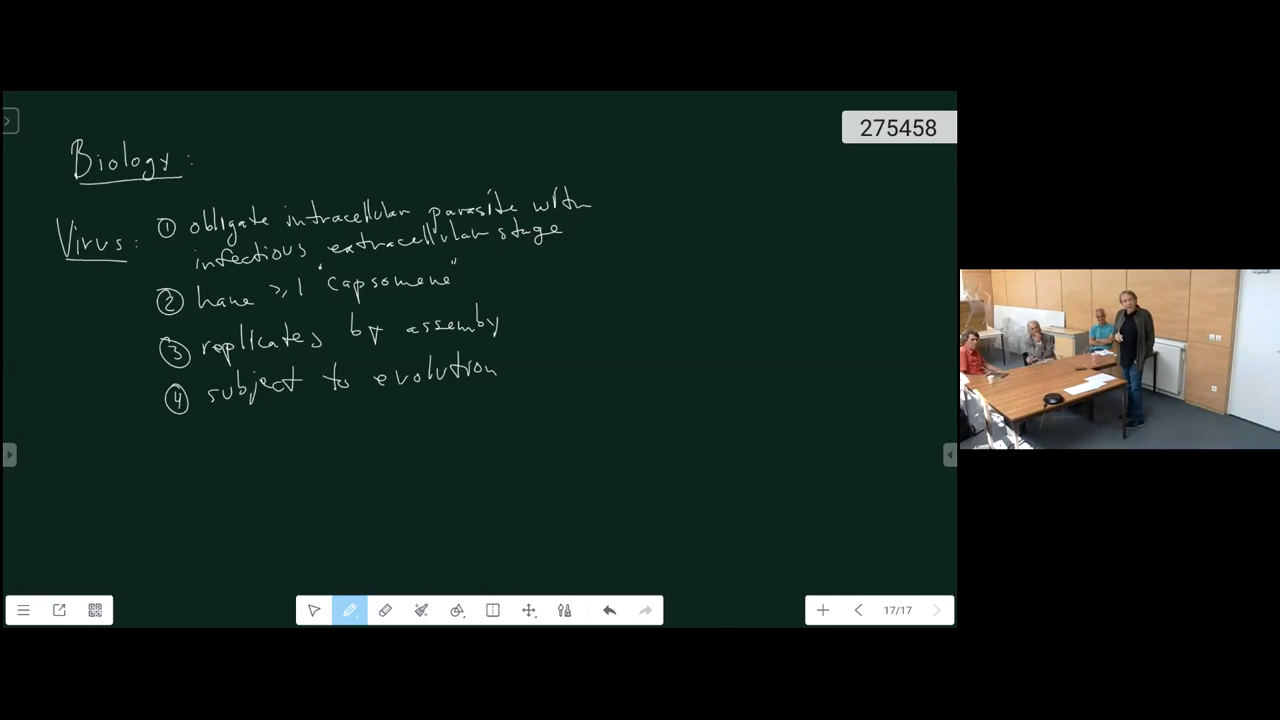 275458
Biology:
Virus: ① obligate intracellular parasite with
infectious extracellular stage
② have ⩾ 1 "capsomere"
③ replicates by assemby
④ subject to evolution
17/17